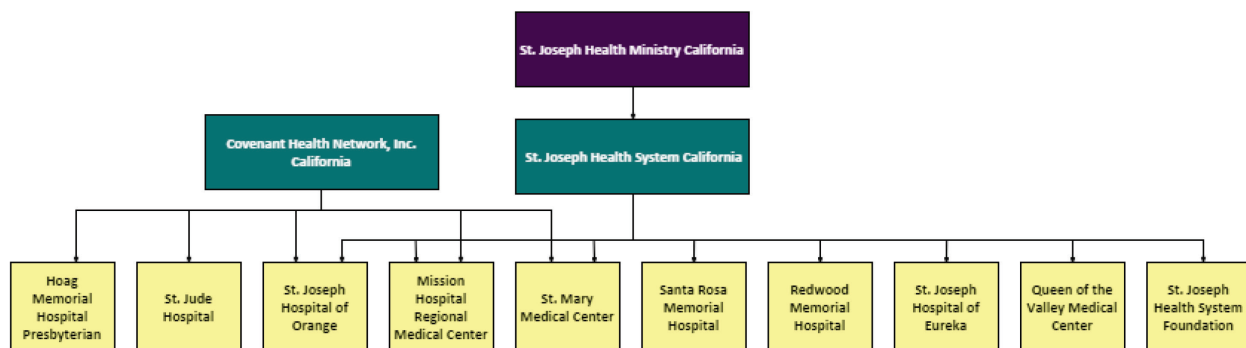 St. Joseph Health Ministry California
Covenant Health Network, Inc.
California
St. Joseph Health System California
Hoag
Memorial
Hospital
Presbyterian
St. Jude
Hospital
St. Joseph
Hospital of
Orange
Mission
Hospital
Regional
Medical Center
St. Mary
Medical Center
Santa Rosa
Memorial
Hospital
Redwood
Memorial
Hospital
St. Joseph
Hospital of
Eureka
Queen of the
Valley Medical
Center
St. Joseph
Health System
Foundation